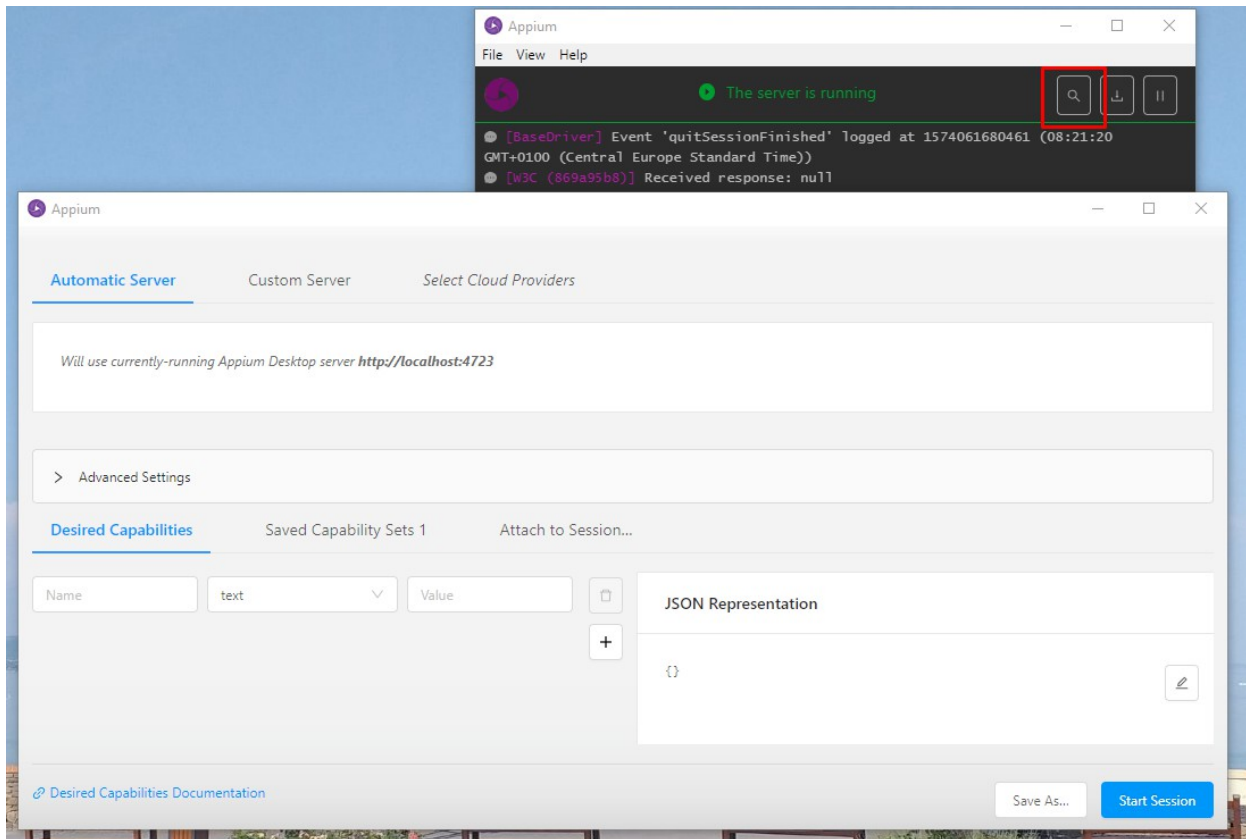 Appium
File View Help
The server is running
[BaseDriver] Event 'quitSessionFinished' logged at 1574061680461 (08:21:20
GMT+0100 (Central Europe Standard Time))
[W3C (869a95b8)] Received response: null
Appium
Automatic Server Custom Server Select Cloud Providers
Will use currently-running Appium Desktop server http://localhost:4723
Advanced Settings
Desired Capabilities Saved Capability Sets 1 Attach to Session...
Name text Value
JSON Representation
{}
Desired Capabilities Documentation
Save As... Start Session